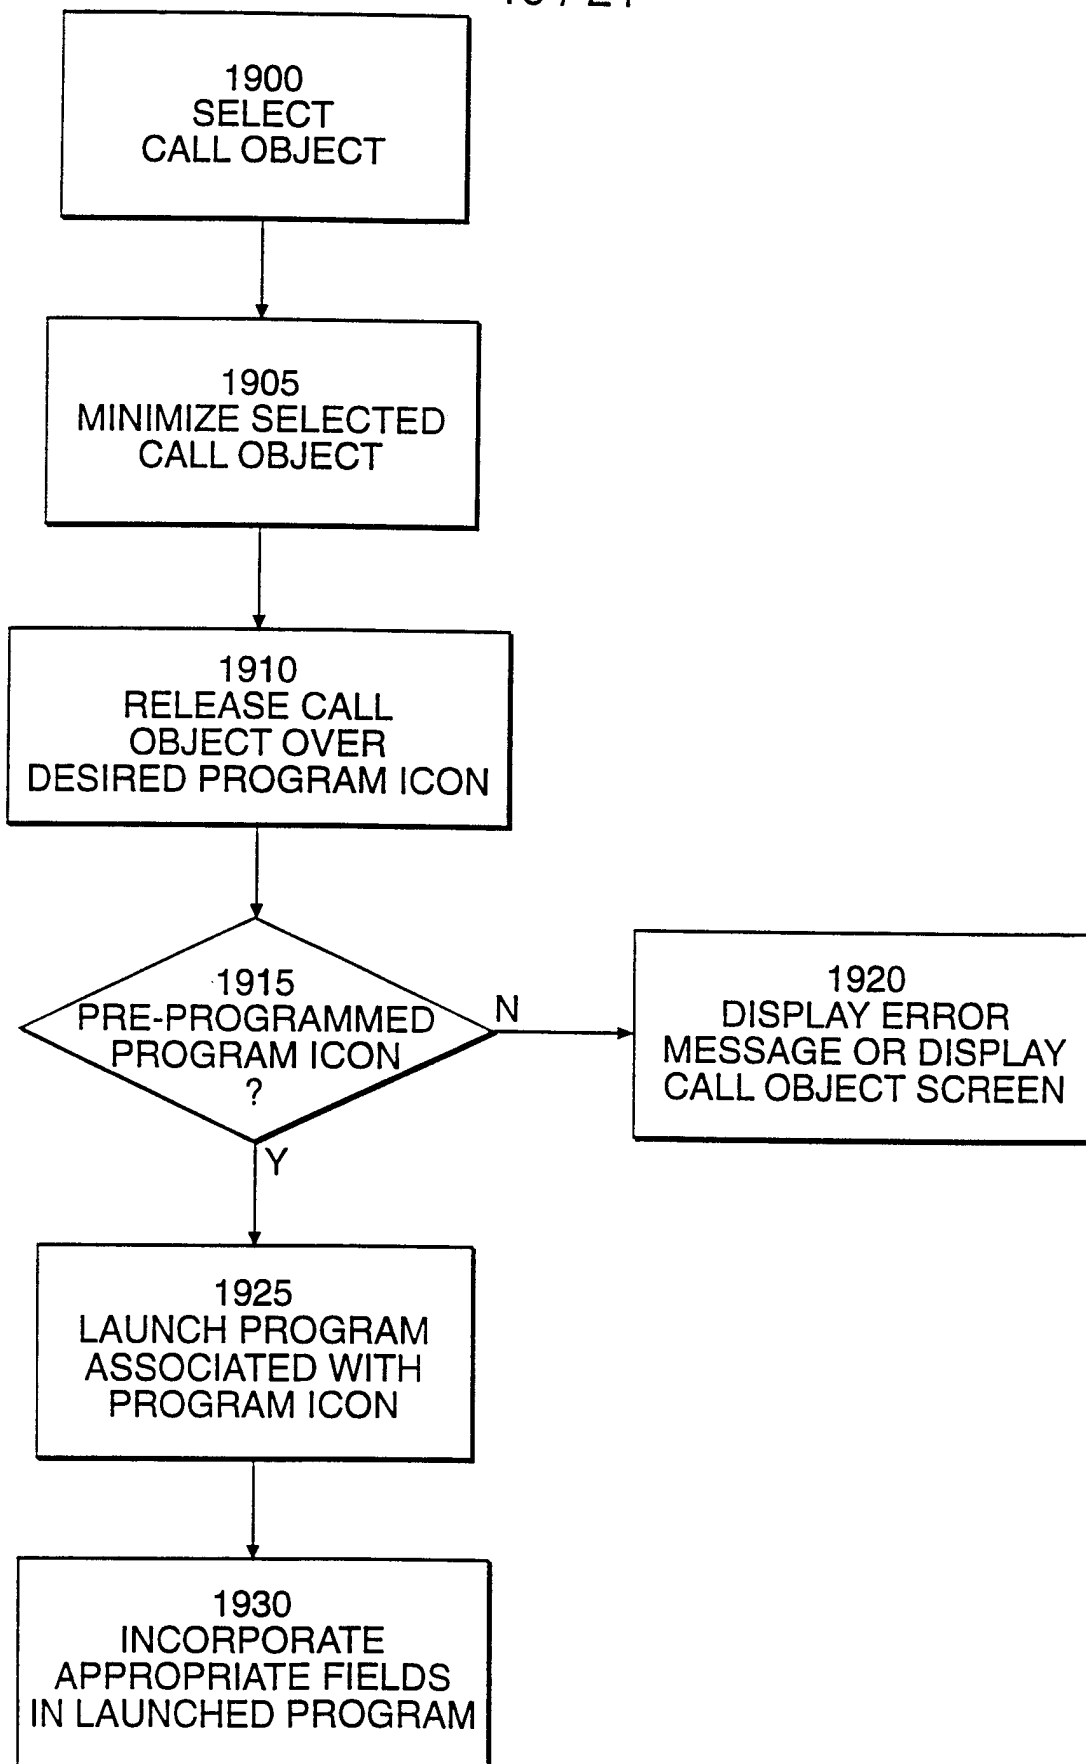 1900
SELECT
CALL OBJECT
1905
MINIMIZE SELECTED
CALL OBJECT
1910
RELEASE CALL
OBJECT OVER
DESIRED PROGRAM ICON
1915
PRE-PROGRAMMED
PROGRAM ICON
?
N
1920
DISPLAY ERROR
MESSAGE OR DISPLAY
CALL OBJECT SCREEN
Y
1925
LAUNCH PROGRAM
ASSOCIATED WITH
PROGRAM ICON
1930
INCORPORATE
APPROPRIATE FIELDS
IN LAUNCHED PROGRAM